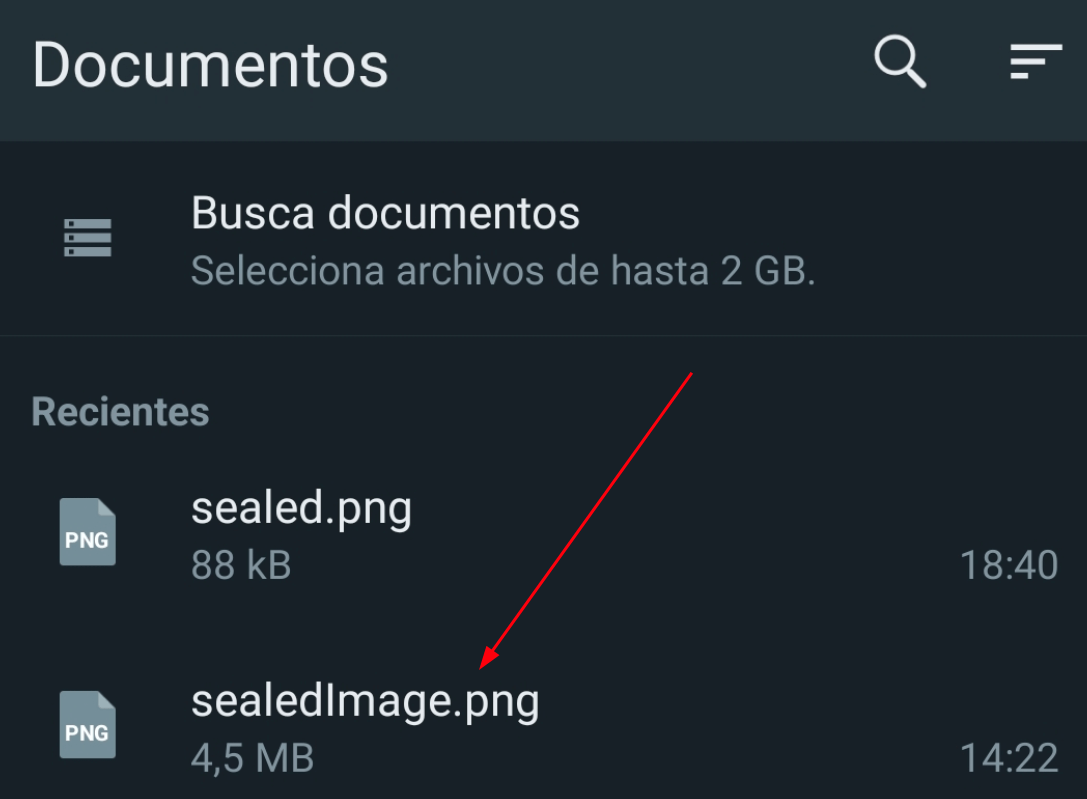 Documentos
Busca documentos
Selecciona archivos de hasta 2 GB.
Recientes
PNG
sealed.png
88 kB
18:40
PNG
sealedImage.png
4,5 MB
14:22